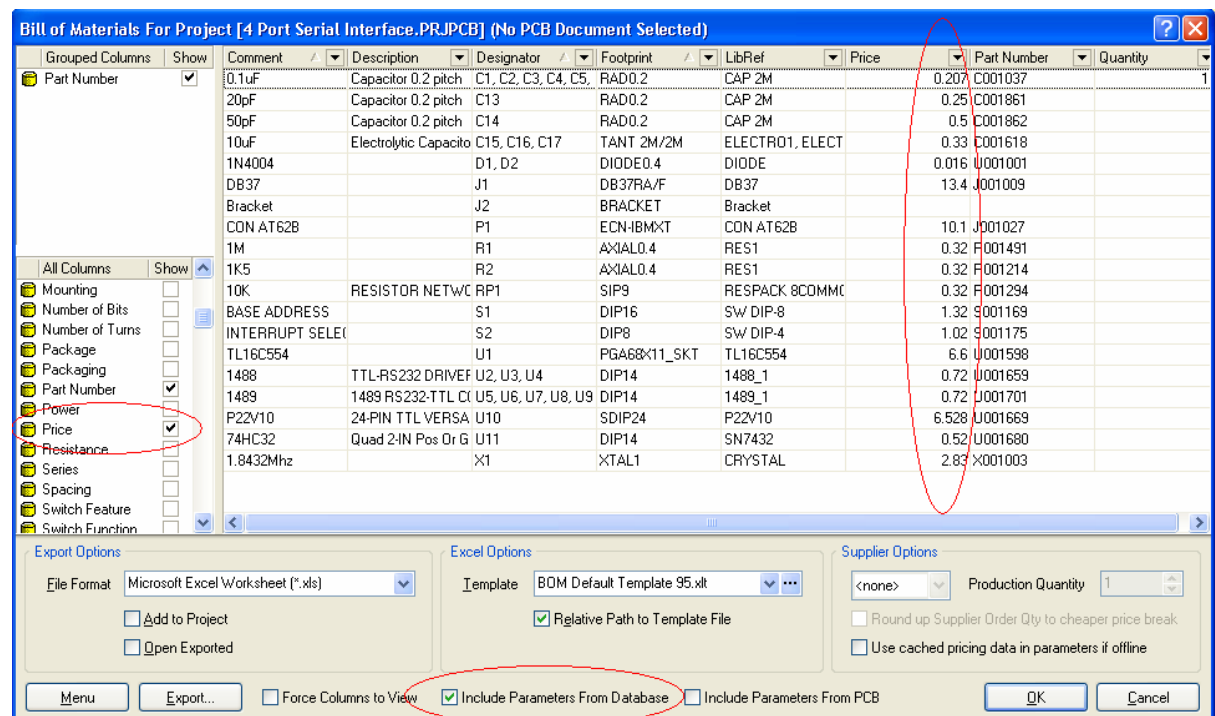 Bill of Materials For Project [4 Port Serial Interface.PRJPCB] (No PCB Document Selected)
Grouped Columns Show
Part Number
Comment Description Designator Footprint LibRef Price Part Number Quantity
0.1uF Capacitor 0.2 pitch C1, C2, C3, C4, C5, RAD0.2 CAP 2M 0.207 C001037 1
20pF Capacitor 0.2 pitch C13 RAD0.2 CAP 2M 0.25 C001861
50pF Capacitor 0.2 pitch C14 RAD0.2 CAP 2M 0.5 C001862
10uF Electrolytic Capacito C15, C16, C17 TANT 2M/2M ELECTRO1, ELECT 0.33 C001618
1N4004 D1, D2 DIODE0.4 DIODE 0.016 U001001
DB37 J1 DB37RA/F DB37 13.4 J001009
Bracket J2 BRACKET Bracket
CON AT62B P1 ECN-IBMXT CON AT62B 10.1 J001027
1M R1 AXIAL0.4 RES1 0.32 R001491
1K5 R2 AXIAL0.4 RES1 0.32 R001214
10K RESISTOR NETWO RP1 SIP9 RESPACK 8COMMO 0.32 R001294
BASE ADDRESS S1 DIP16 SW DIP-8 1.32 S001169
INTERRUPT SELE( S2 DIP8 SW DIP-4 1.02 S001175
TL16C554 U1 PGA68X11_SKT TL16C554 6.6 U001598
1488 TTL-RS232 DRIVER U2, U3, U4 DIP14 1488_1 0.72 U001659
1489 1489 RS232-TTL C( U5, U6, U7, U8, U9 DIP14 1489_1 0.72 U001701
P22V10 24-PIN TTL VERSA U10 SDIP24 P22V10 6.528 U001669
74HC32 Quad 2-IN Pos Or G U11 DIP14 SN7432 0.52 U001680
1.8432Mhz X1 XTAL1 CRYSTAL 2.83 X001003
All Columns Show
Mounting
Number of Bits
Number of Turns
Package
Packaging
Part Number
Power
Price
Resistance
Series
Spacing
Switch Feature
Switch Function
Export Options
File Format Microsoft Excel Worksheet (*.xls)
Add to Project
Open Exported
Excel Options
Template BOM Default Template 95.xlt
Relative Path to Template File
Supplier Options
<none> Production Quantity 1
Round up Supplier Order Qty to cheaper price break
Use cached pricing data in parameters if offline
Menu Export... Force Columns to View Include Parameters From Database Include Parameters From PCB OK Cancel